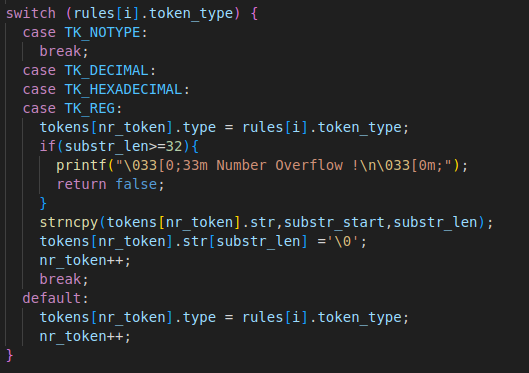 switch (rules[i].token_type) {
  case TK_NOTYPE:
    break;
  case TK_DECIMAL:
  case TK_HEXADECIMAL:
  case TK_REG:
    tokens[nr_token].type = rules[i].token_type;
    if(substr_len>=32){
      printf("\033[0;33m Number Overflow !\n\033[0m;");
      return false;
    }
    strncpy(tokens[nr_token].str,substr_start,substr_len);
    tokens[nr_token].str[substr_len] ='\0';
    nr_token++;
    break;
  default:
    tokens[nr_token].type = rules[i].token_type;
    nr_token++;
}